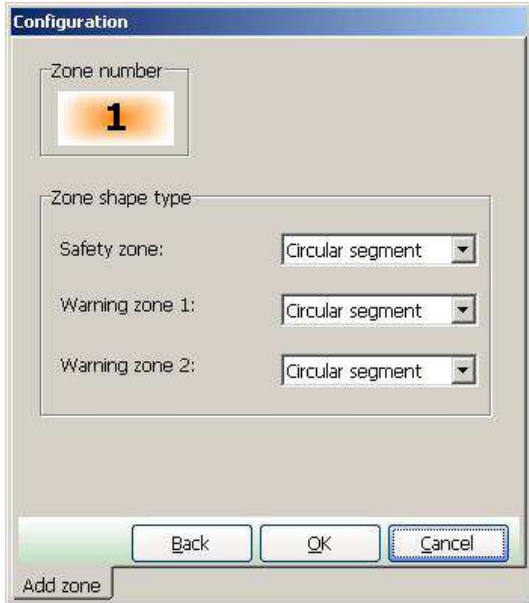 Configuration
Zone number
1
Zone shape type
Safety zone: Circular segment
Warning zone 1: Circular segment
Warning zone 2: Circular segment
Back OK Cancel
Add zone